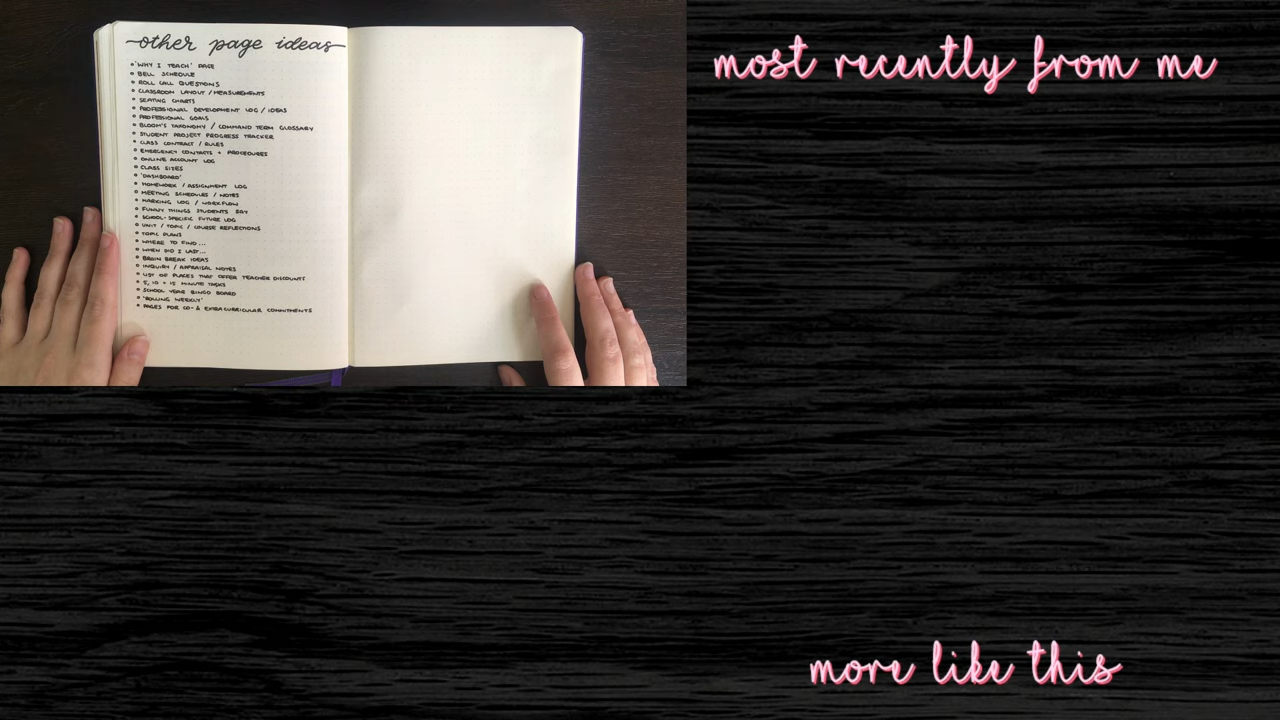 other page ideas
'WHY I TEACH' PAGE
BELL SCHEDULE
ROLL CALL QUESTIONS
CLASSROOM LAYOUT / MEASUREMENTS
SEATING CHARTS
PROFESSIONAL DEVELOPMENT LOG / IDEAS
PROFESSIONAL GOALS
BLOOM'S TAXONOMY / COMMAND TERM GLOSSARY
STUDENT PROJECT PROGRESS TRACKER
CLASS CONTRACT / RULES
EMERGENCY CONTACTS + PROCEDURES
ONLINE ACCOUNT LOG
CLASS SIZES
'DASHBOARD'
HOMEWORK / ASSIGNMENT LOG
MEETING SCHEDULES / NOTES
MARKING LOG / WORKFLOW
FUNNY THINGS STUDENTS SAY
SCHOOL-SPECIFIC FUTURE LOG
UNIT / TOPIC / COURSE REFLECTIONS
TOPIC PLANS
WHERE TO FIND...
WHEN DID I LAST...
BRAIN BREAK IDEAS
INQUIRY / APPRAISAL NOTES
LIST OF PLACES THAT OFFER TEACHER DISCOUNTS
5, 10 + 15 MINUTE TASKS
SCHOOL YEAR BINGO BOARD
'ROLLING WEEKLY'
PAGES FOR CO- & EXTRACURRICULAR COMMITMENTS
most recently from me
more like this